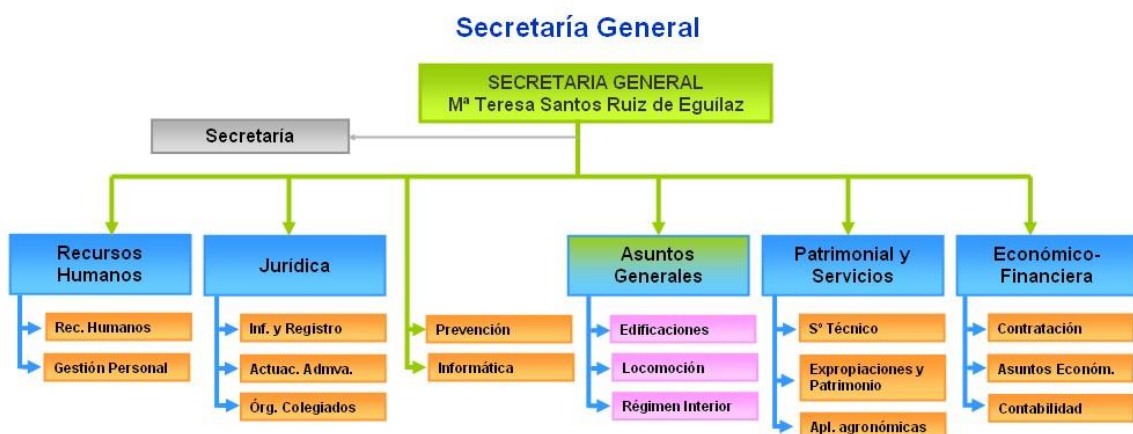 Secretaría General
SECRETARIA GENERAL
Mª Teresa Santos Ruiz de Eguílaz
Secretaría
Recursos
Humanos
Rec. Humanos
Gestión Personal
Jurídica
Inf. y Registro
Actuac. Admva.
Órg. Colegiados
Prevención
Informática
Asuntos
Generales
Edificaciones
Locomoción
Régimen Interior
Patrimonial y
Servicios
Sº Técnico
Expropiaciones y
Patrimonio
Apl. agronómicas
Económico-
Financiera
Contratación
Asuntos Económ.
Contabilidad